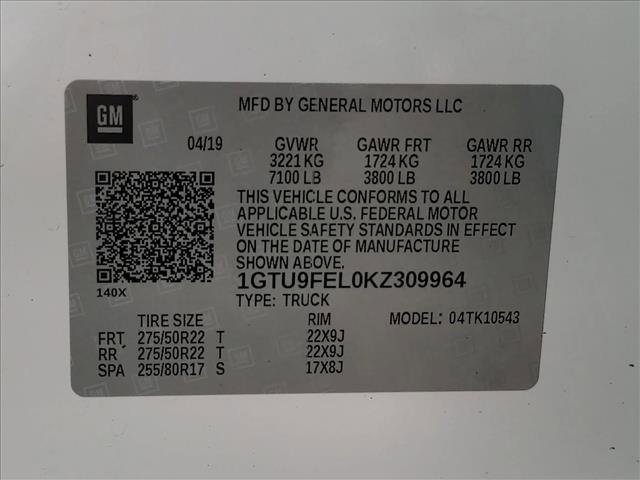 GM
MFD BY GENERAL MOTORS LLC
04/19 GVWR GAWR FRT GAWR RR
3221 KG 1724 KG 1724 KG
7100 LB 3800 LB 3800 LB
THIS VEHICLE CONFORMS TO ALL
APPLICABLE U.S. FEDERAL MOTOR
VEHICLE SAFETY STANDARDS IN EFFECT
ON THE DATE OF MANUFACTURE
SHOWN ABOVE.
140X 1GTU9FEL0KZ309964
TYPE: TRUCK
TIRE SIZE RIM MODEL: 04TK10543
FRT 275/50R22 T 22X9J
RR 275/50R22 T 22X9J
SPA 255/80R17 S 17X8J